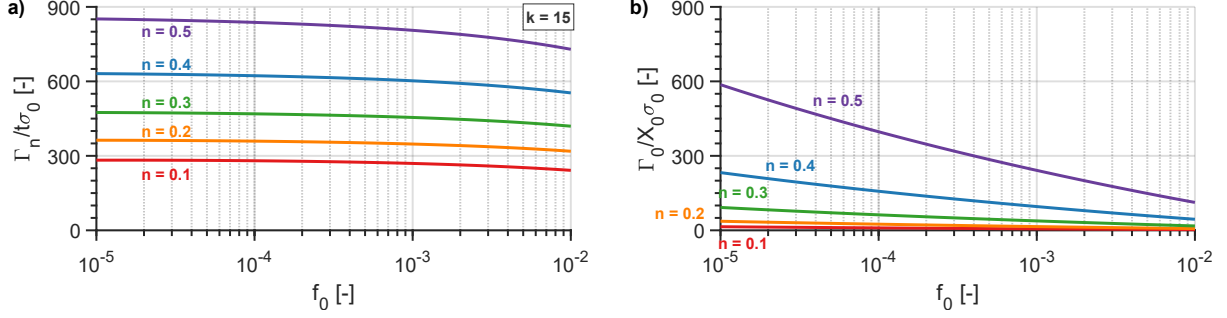 a)
900
600
300
0
Γn/tσ0 [-]
k = 15
n = 0.5
n = 0.4
n = 0.3
n = 0.2
n = 0.1
10-5
10-4
10-3
10-2
f0 [-]
b)
900
600
300
0
Γ0/X0σ0 [-]
n = 0.5
n = 0.4
n = 0.3
n = 0.2
n = 0.1
10-5
10-4
10-3
10-2
f0 [-]